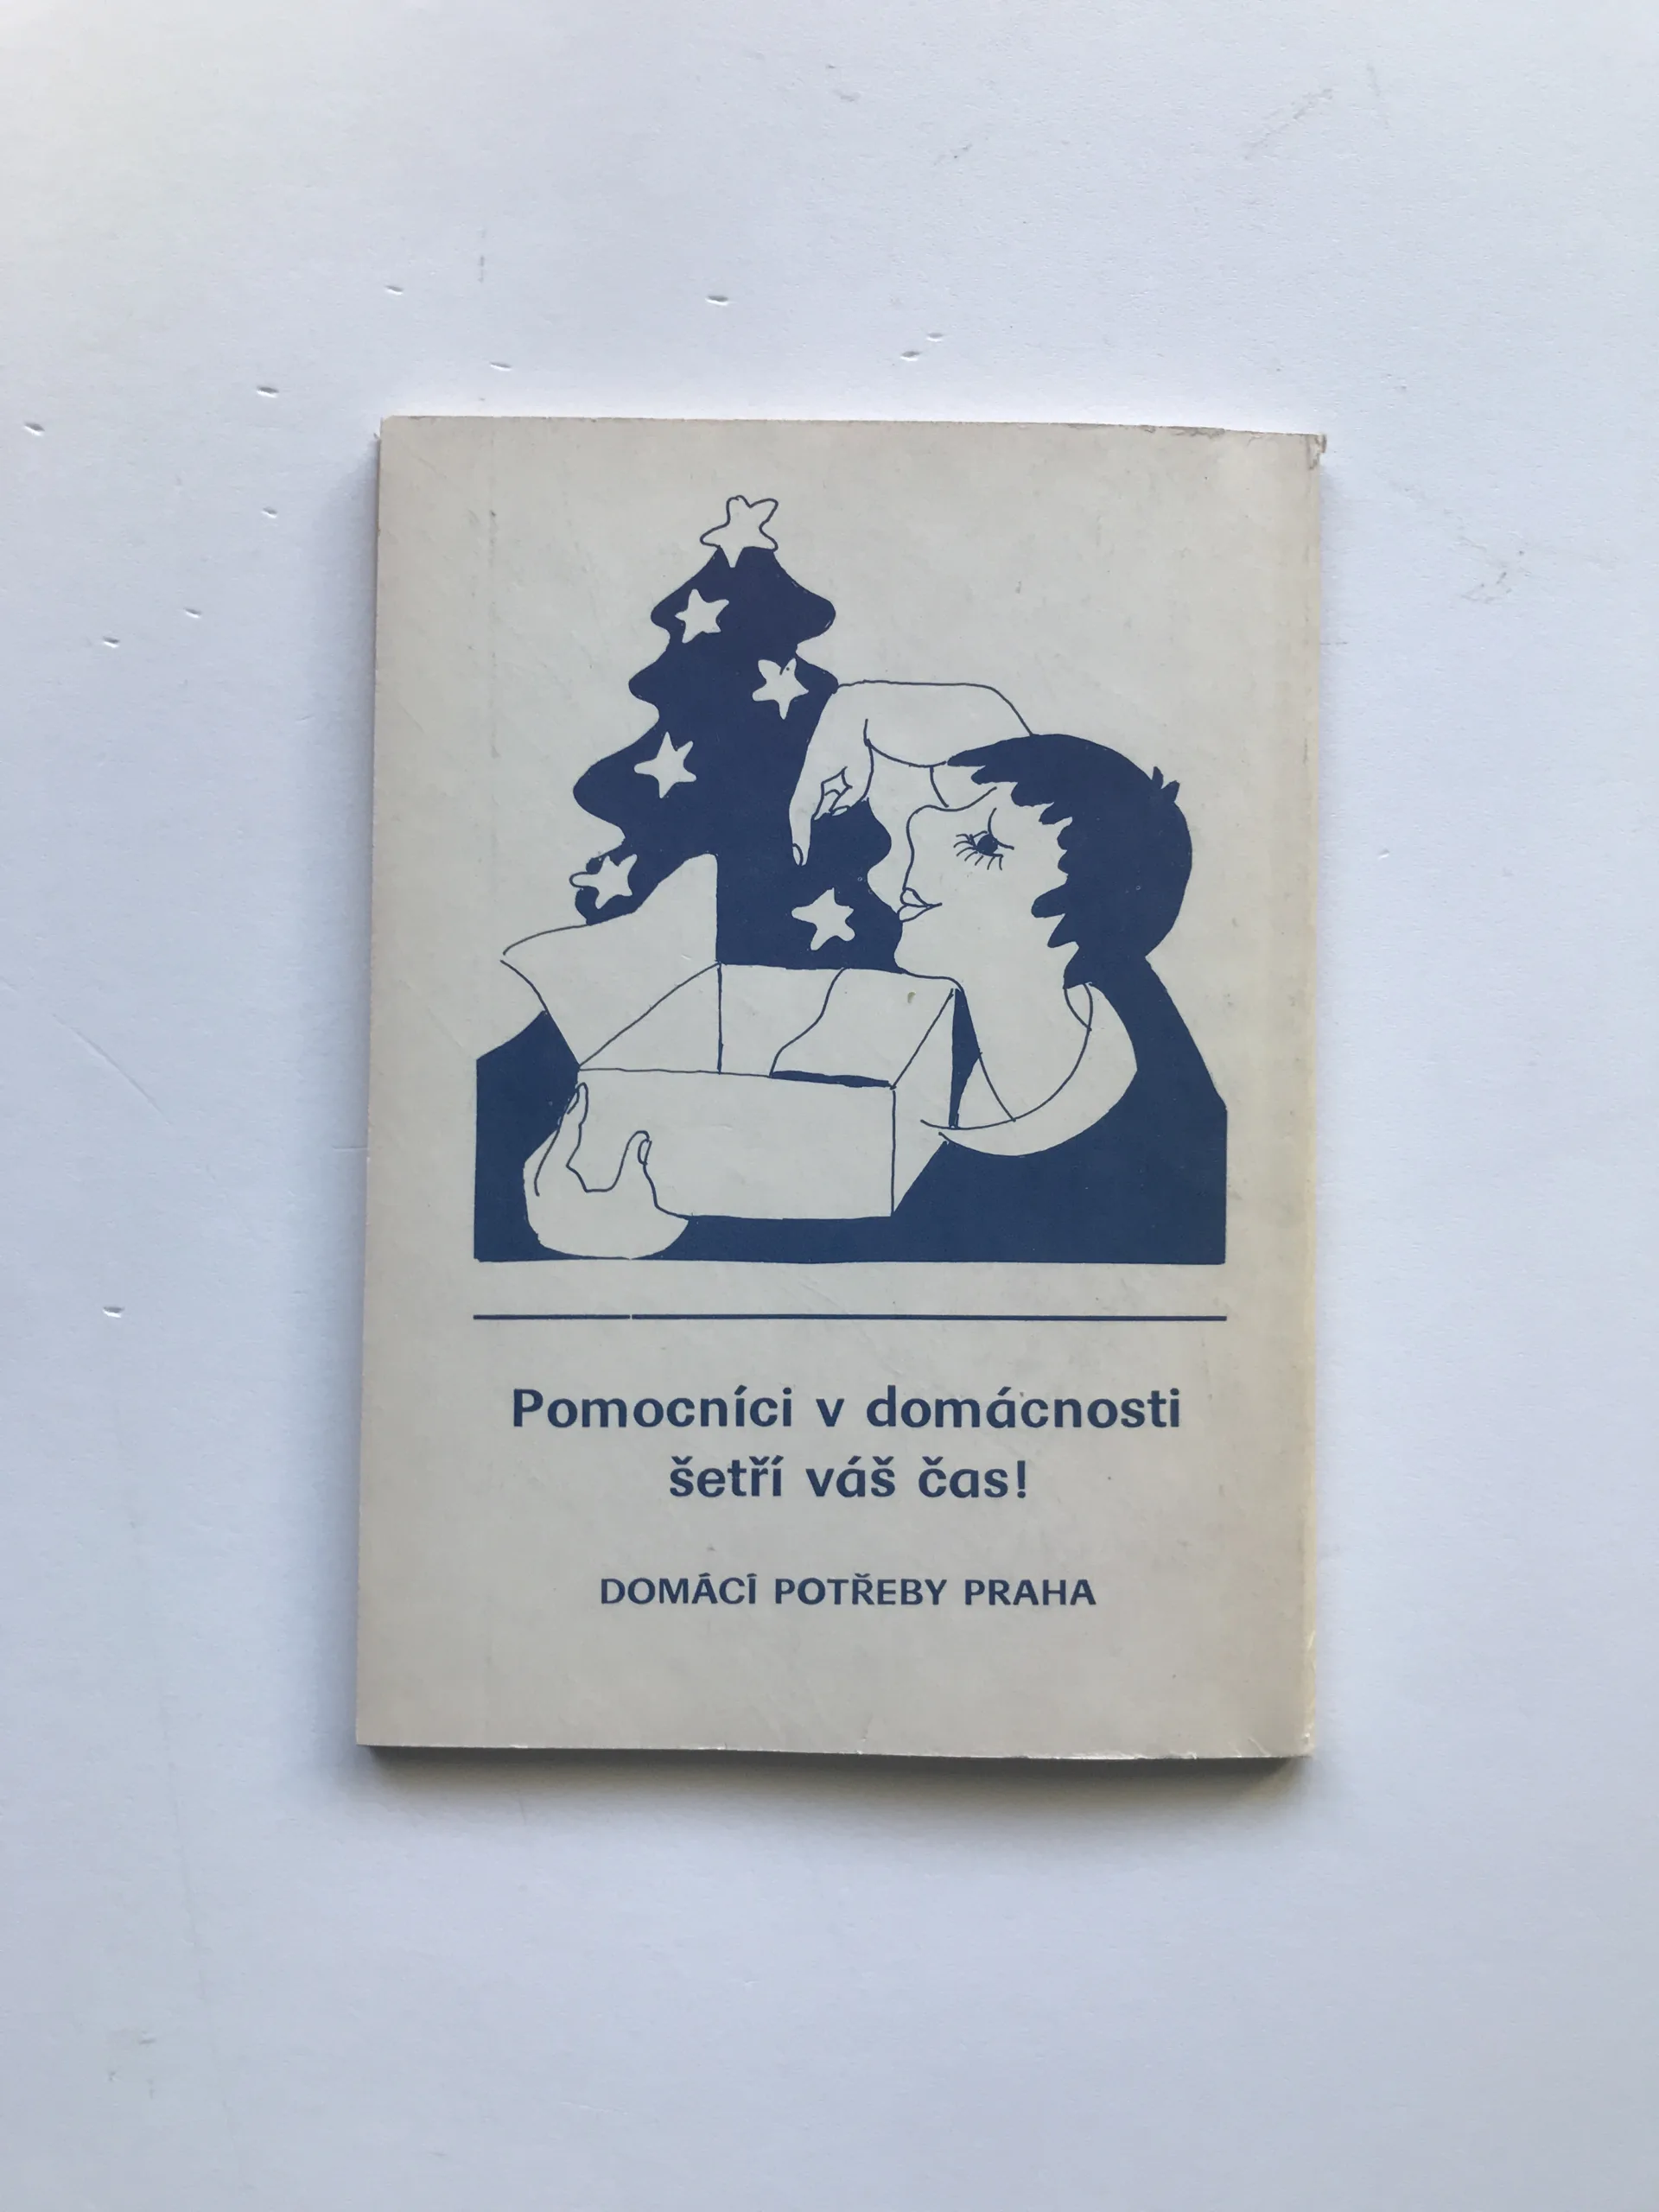 Pomocníci v domácnosti
šetří váš čas!
DOMÁCÍ POTŘEBY PRAHA